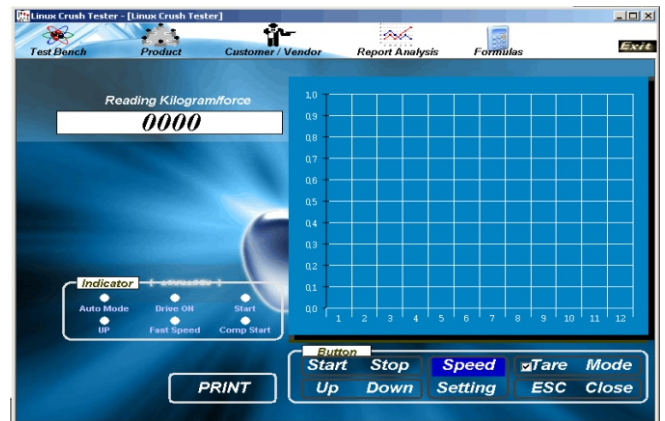 Linux Crush Tester - [Linux Crush Tester]
Test Bench Product Customer / Vendor Report Analysis Formulas Exit
Reading Kilogram/force
0000
1,0
0,9
0,8
0,7
0,6
0,5
0,4
0,3
0,2
0,1
0,0
1 2 3 4 5 6 7 8 9 10 11 12
Indicator
Auto Mode Drive ON Start
UP Fast Speed Comp Start
PRINT
Button
Start Stop Speed Tare Mode
Up Down Setting ESC Close